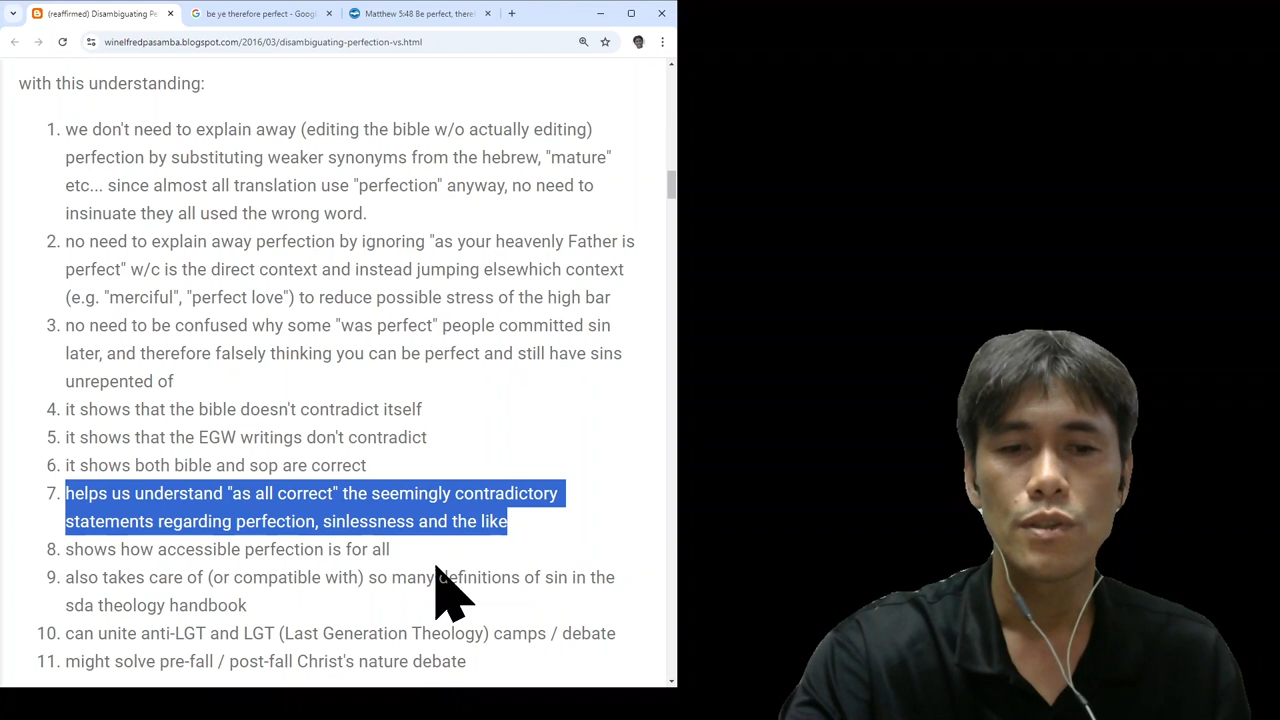 (reaffirmed) Disambiguating Pe
be ye therefore perfect - Googl
Matthew 5:48 Be perfect, theref
winelfredpasamba.blogspot.com/2016/03/disambiguating-perfection-vs.html
with this understanding:
1. we don't need to explain away (editing the bible w/o actually editing)
perfection by substituting weaker synonyms from the hebrew, "mature"
etc... since almost all translation use "perfection" anyway, no need to
insinuate they all used the wrong word.
2. no need to explain away perfection by ignoring "as your heavenly Father is
perfect" w/c is the direct context and instead jumping elsewhich context
(e.g. "merciful", "perfect love") to reduce possible stress of the high bar
3. no need to be confused why some "was perfect" people committed sin
later, and therefore falsely thinking you can be perfect and still have sins
unrepented of
4. it shows that the bible doesn't contradict itself
5. it shows that the EGW writings don't contradict
6. it shows both bible and sop are correct
7. helps us understand "as all correct" the seemingly contradictory
statements regarding perfection, sinlessness and the like
8. shows how accessible perfection is for all
9. also takes care of (or compatible with) so many definitions of sin in the
sda theology handbook
10. can unite anti-LGT and LGT (Last Generation Theology) camps / debate
11. might solve pre-fall / post-fall Christ's nature debate